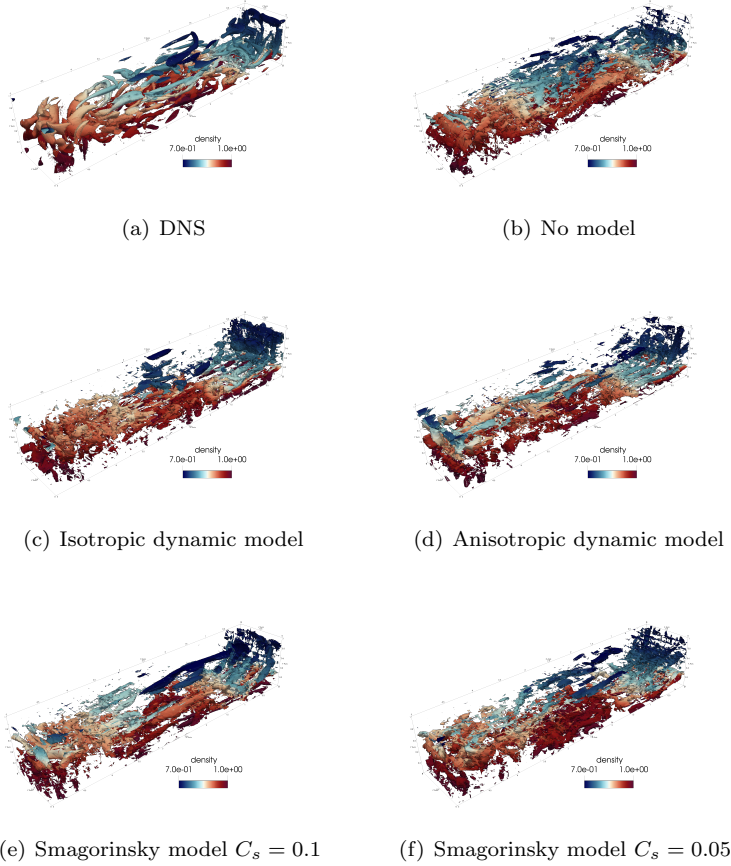 density
7.0e-01 1.0e+00
density
7.0e-01 1.0e+00
(a) DNS
(b) No model
density
7.0e-01 1.0e+00
density
7.0e-01 1.0e+00
(c) Isotropic dynamic model
(d) Anisotropic dynamic model
density
7.0e-01 1.0e+00
density
7.0e-01 1.0e+00
(e) Smagorinsky model $C_s = 0.1$
(f) Smagorinsky model $C_s = 0.05$